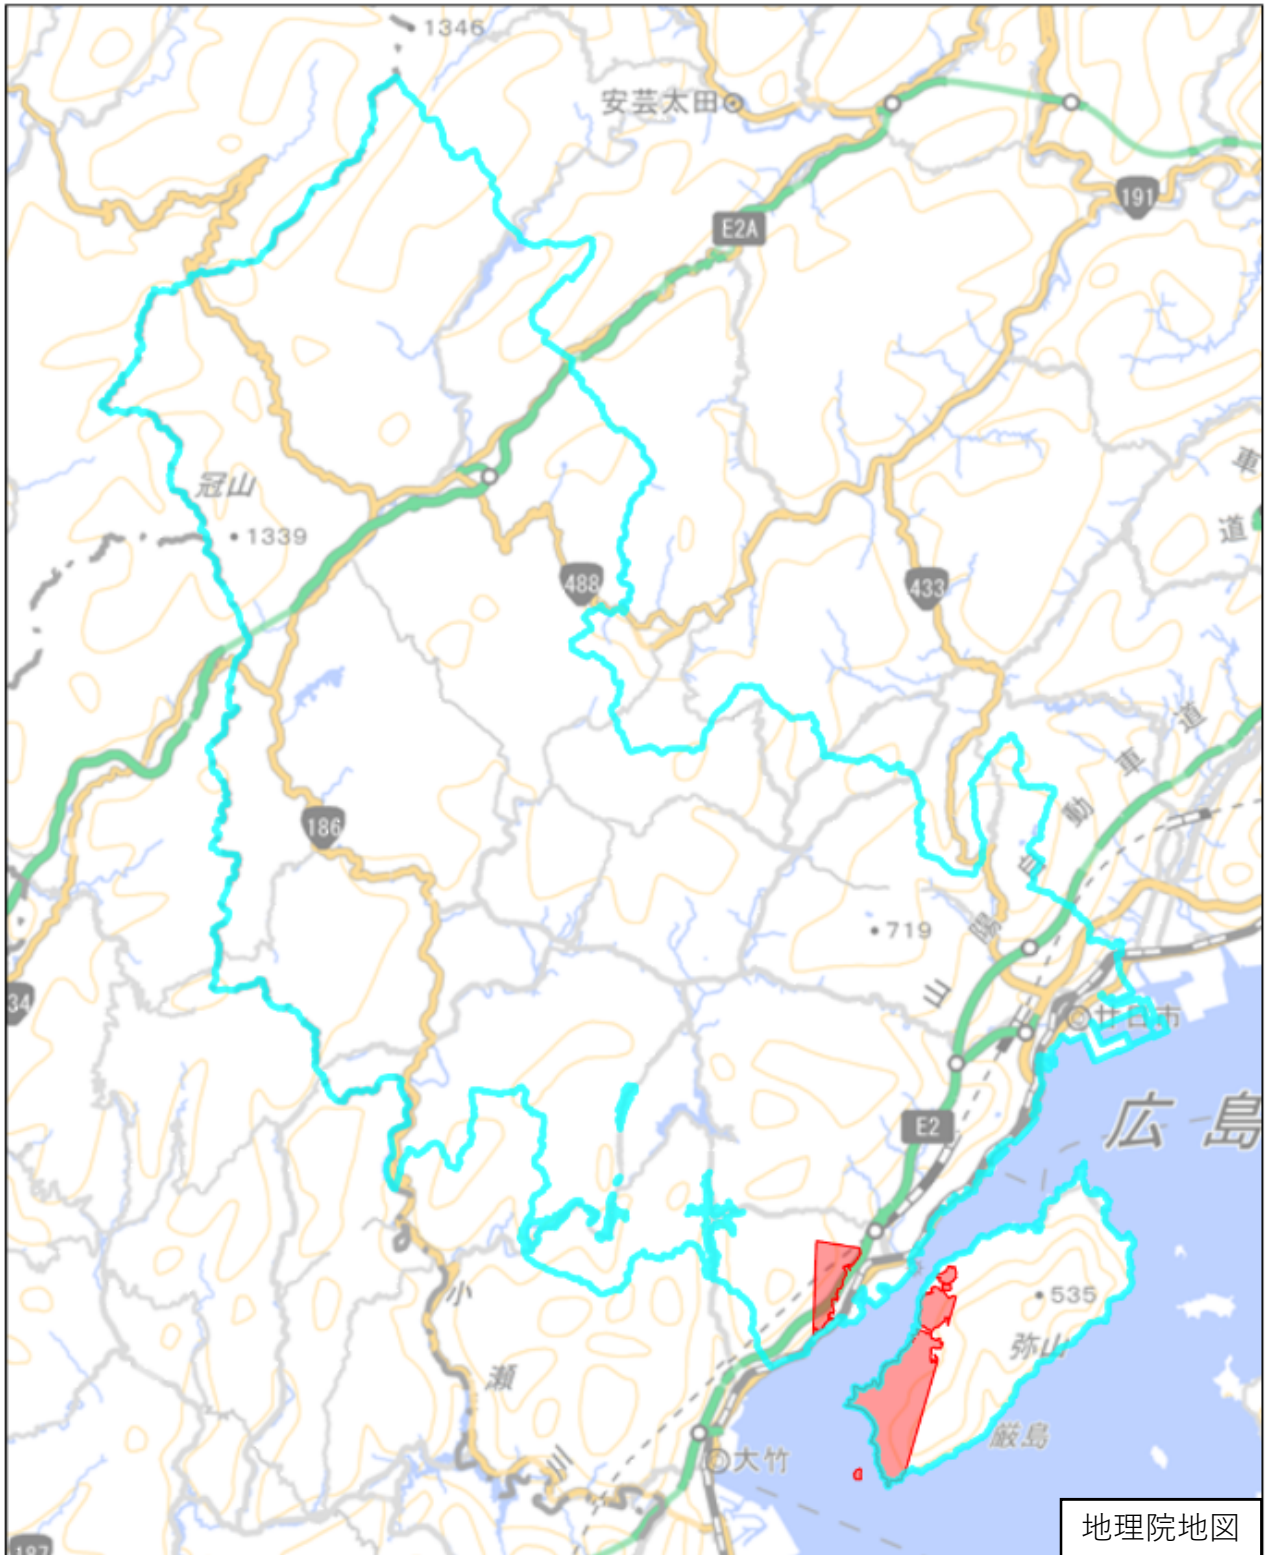 1346
安芸太田
191
E2A
車
冠山
1339
道
488
433
道
車
動
186
自
719
陽
34
山
廿日市
広島
E2
535
小
弥山
瀬
厳島
川
大竹
地理院地図
187